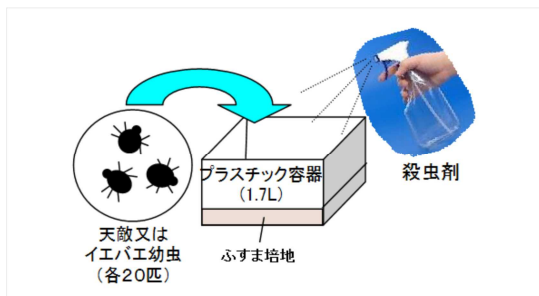 殺虫剤
プラスチック容器
(1.7L)
天敵又は
イエバエ幼虫
(各20匹)
ふすま培地